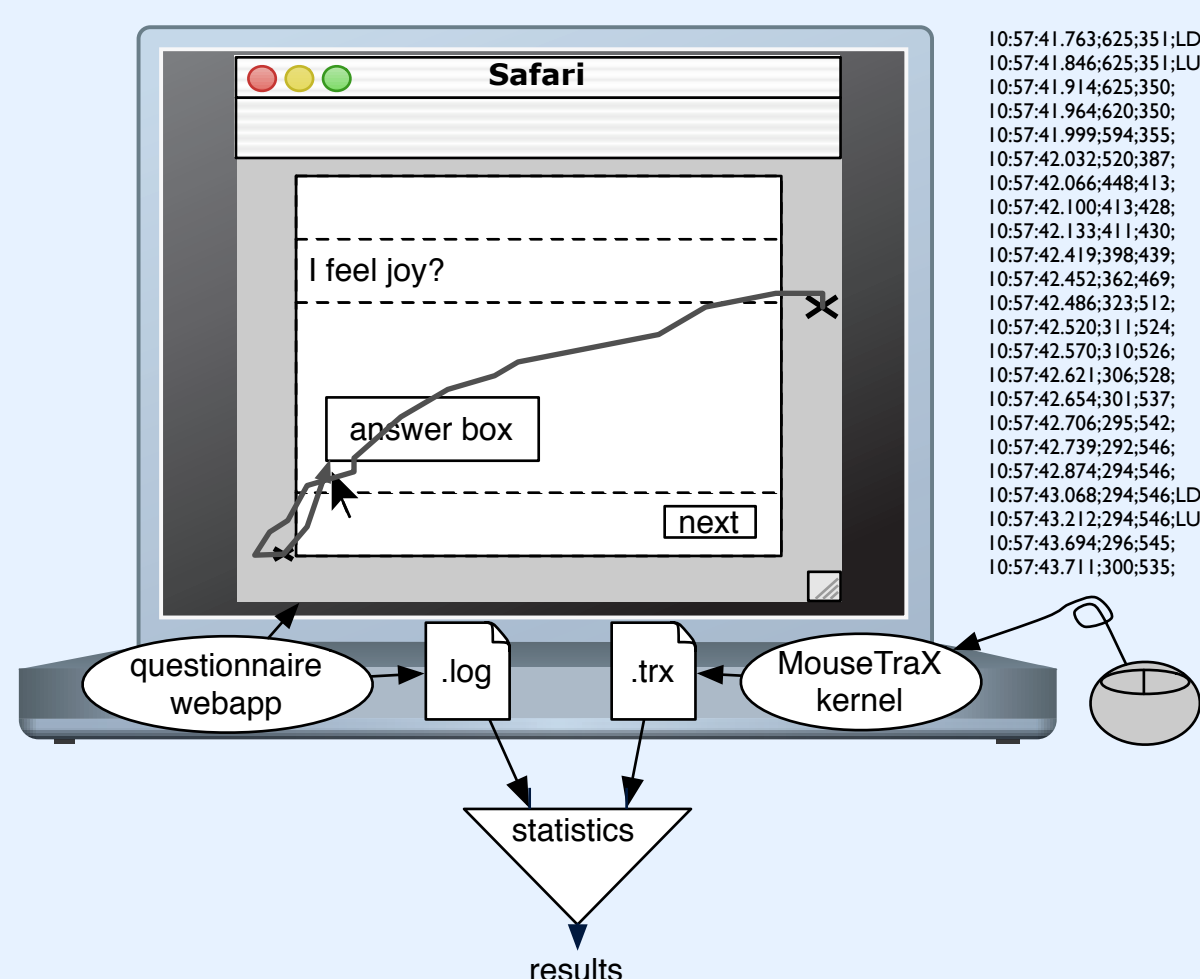 Safari
I feel joy?
answer box
next
questionnaire
webapp
.log
.trx
MouseTraX
kernel
statistics
results
10:57:41.763;625;351;LD
10:57:41.846;625;351;LU
10:57:41.914;625;350;
10:57:41.964;620;350;
10:57:41.999;594;355;
10:57:42.032;520;387;
10:57:42.066;448;413;
10:57:42.100;413;428;
10:57:42.133;411;430;
10:57:42.419;398;439;
10:57:42.452;362;469;
10:57:42.486;323;512;
10:57:42.520;311;524;
10:57:42.570;310;526;
10:57:42.621;306;528;
10:57:42.654;301;537;
10:57:42.706;295;542;
10:57:42.739;292;546;
10:57:42.874;294;546;
10:57:43.068;294;546;LD
10:57:43.212;294;546;LU
10:57:43.694;296;545;
10:57:43.711;300;535;